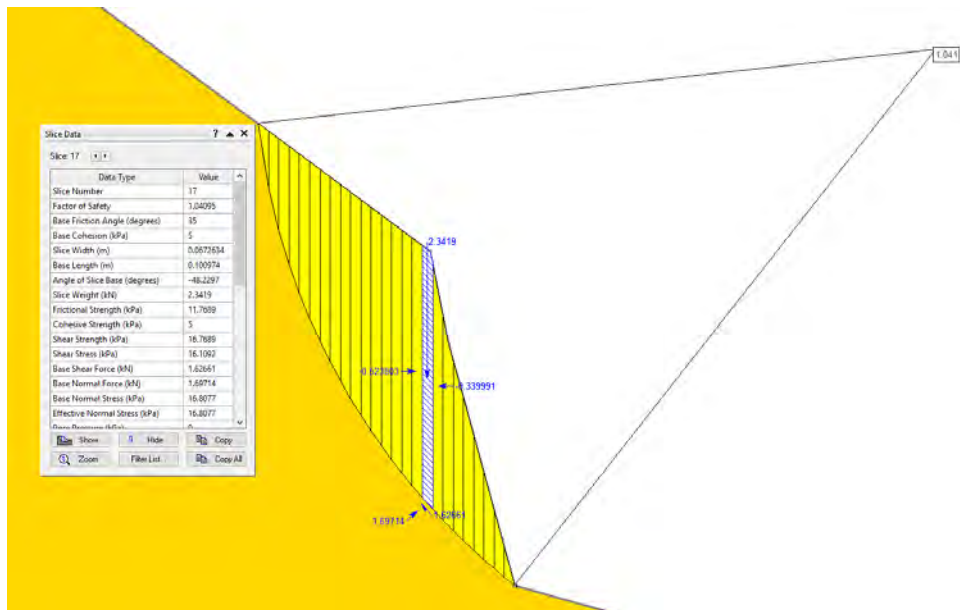 1.041
Slice Data ? ▲ ✕
Slice: 17
Data Type Value
Slice Number 17
Factor of Safety 1.04095
Base Friction Angle (degrees) 35
Base Cohesion (kPa) 5
Slice Width (m) 0.0672634
Base Length (m) 0.100974
Angle of Slice Base (degrees) -48.2297
Slice Weight (kN) 2.3419
Frictional Strength (kPa) 11.7689
Cohesive Strength (kPa) 5
Shear Strength (kPa) 16.7689
Shear Stress (kPa) 16.1092
Base Shear Force (kN) 1.62661
Base Normal Force (kN) 1.69714
Base Normal Stress (kPa) 16.8077
Effective Normal Stress (kPa) 16.8077
Show Hide Copy
Zoom Filter List... Copy All
2.3419
-0.623803
-0.339991
1.69714
1.62661